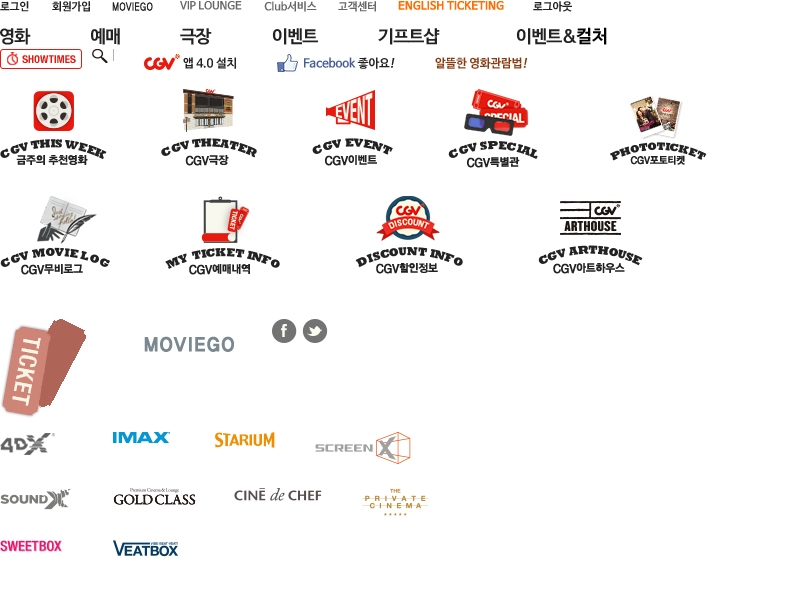 로그인 회원가입 MOVIEGO VIP LOUNGE Club서비스 고객센터 ENGLISH TICKETING 로그아웃
영화 예매 극장 이벤트 기프트샵 이벤트&컬처
SHOWTIMES CGV 앱 4.0 설치 Facebook 좋아요! 알뜰한 영화관람법!
EVENT CGV SPECIAL
CGV THIS WEEK CGV THEATER CGV EVENT CGV SPECIAL PHOTOTICKET
금주의 추천영화 CGV극장 CGV이벤트 CGV특별관 CGV포토티켓
TICKET CGV DISCOUNT CGV ARTHOUSE
CGV MOVIE LOG MY TICKET INFO DISCOUNT INFO CGV ARTHOUSE
CGV무비로그 CGV예매내역 CGV할인정보 CGV아트하우스
TICKET MOVIEGO f
4DX IMAX STARIUM SCREEN X
SOUND X Premium Cinema & Lounge GOLD CLASS CINÉ de CHEF THE PRIVATE CINEMA
SWEETBOX VEATBOX